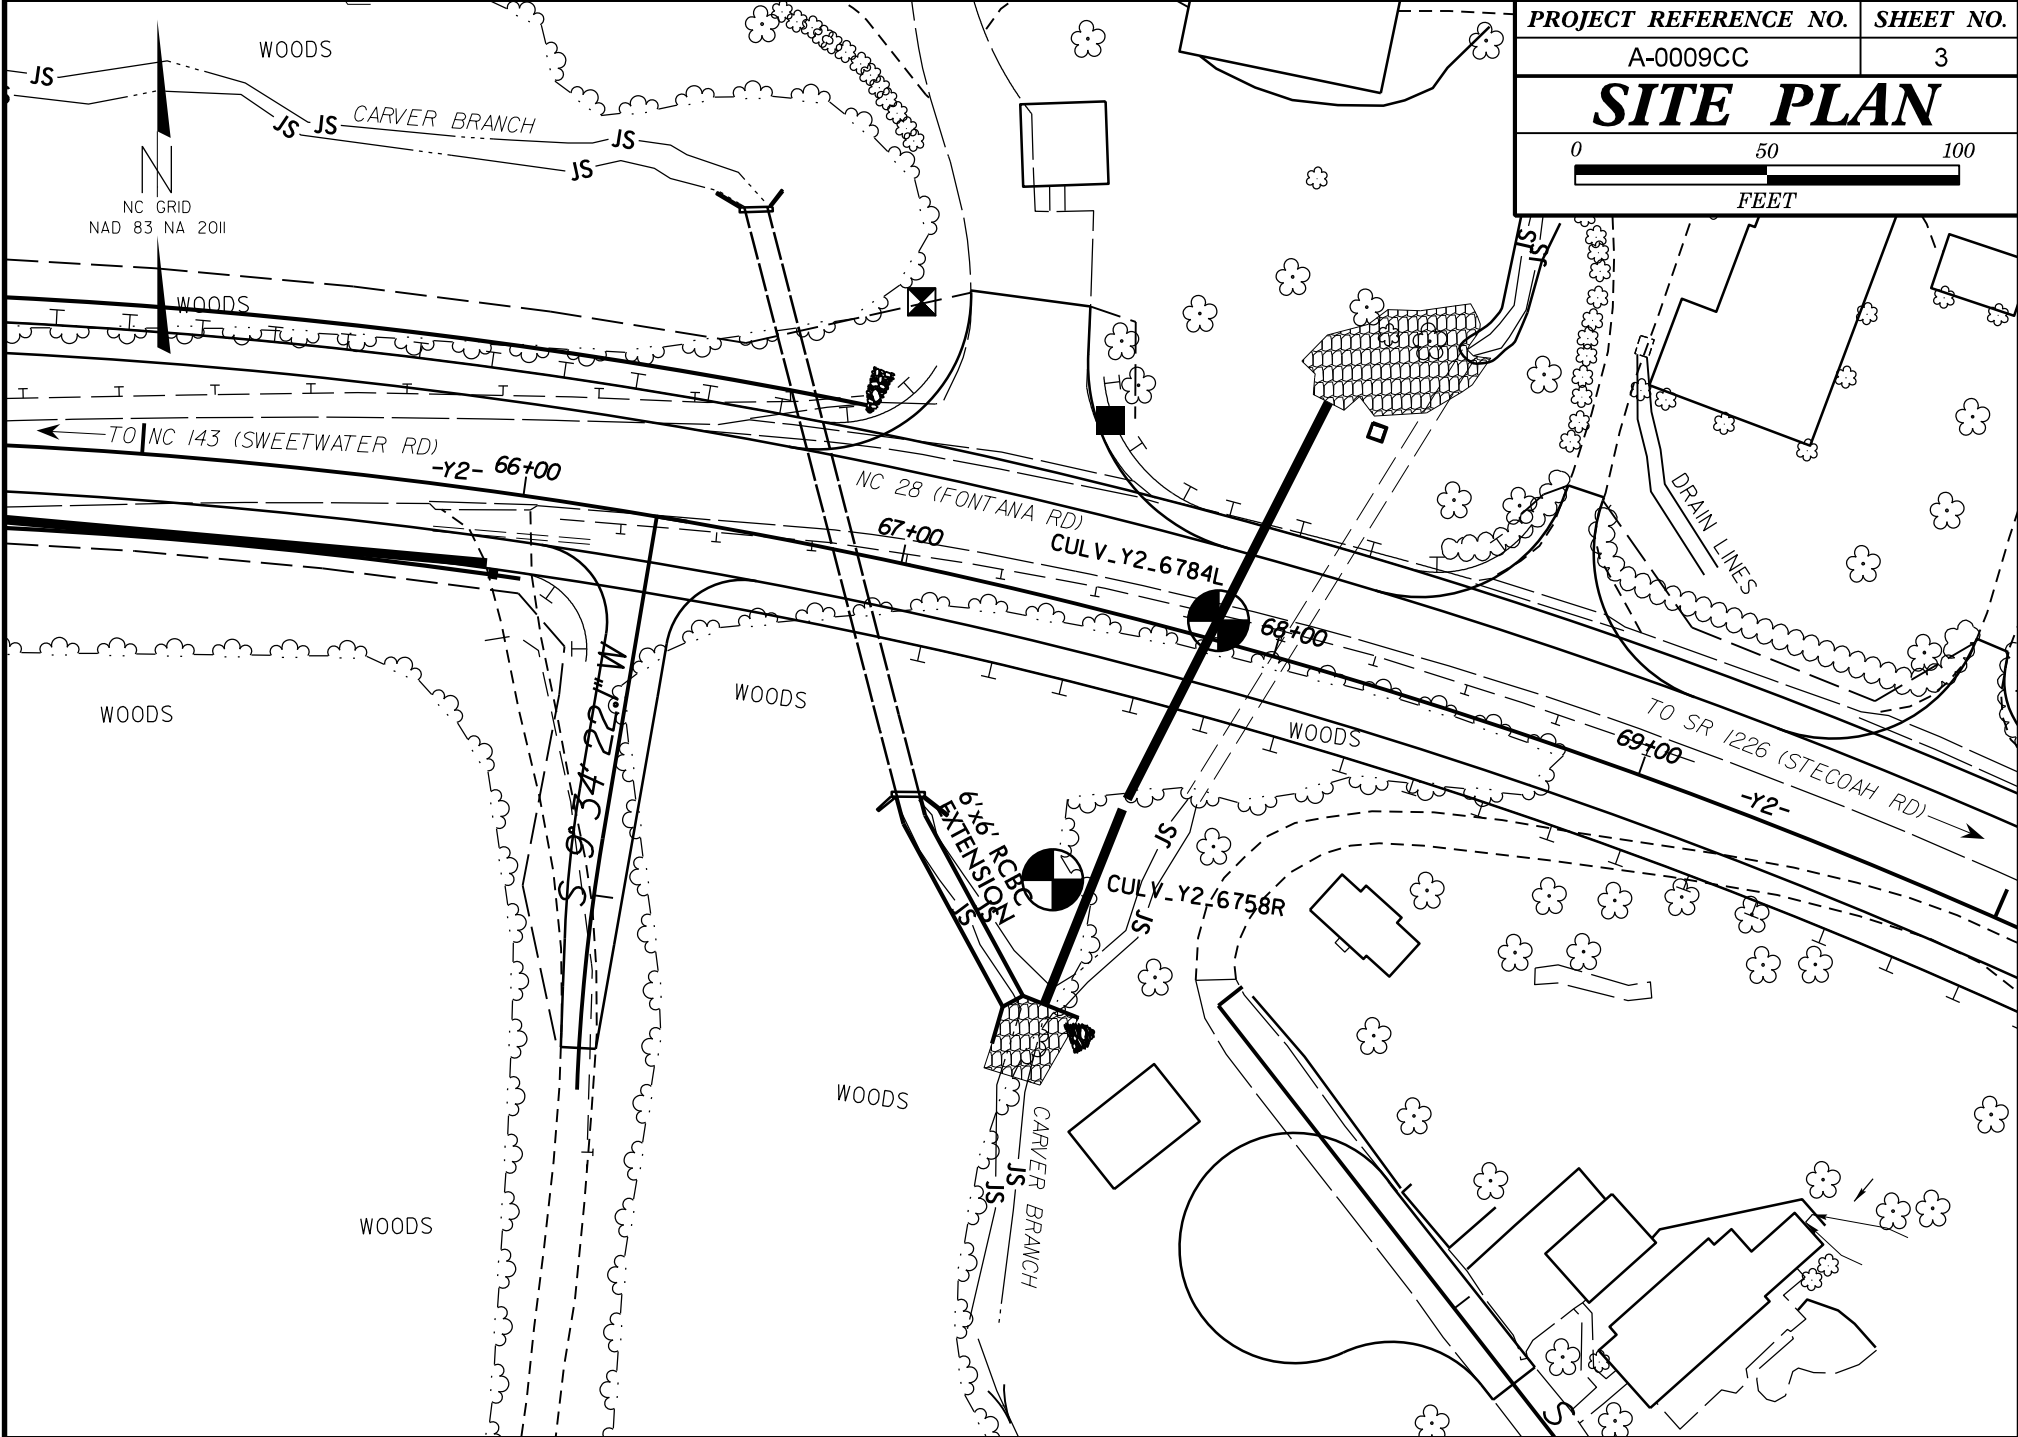 PROJECT REFERENCE NO. SHEET NO.
A-0009CC 3
SITE PLAN
0 50 100
FEET
WOODS
JS
CARVER BRANCH
JS JS
JS
JS
N
NC GRID
NAD 83 NA 2011
JS
JS
WOODS
TO NC 143 (SWEETWATER RD)
-Y2- 66+00
NC 28 (FONTANA RD)
67+00
CULV_Y2_6784L
DRAIN LINES
68+00
WOODS
WOODS
WOODS
S 9° 34' 22" W
TO SR 1226 (STECOAH RD)
69+00
-Y2-
6'x6' RCBC
EXTENSION
JS
JS
JS
JS
CULV_Y2_6758R
WOODS
CARVER BRANCH
JS
JS
WOODS
S